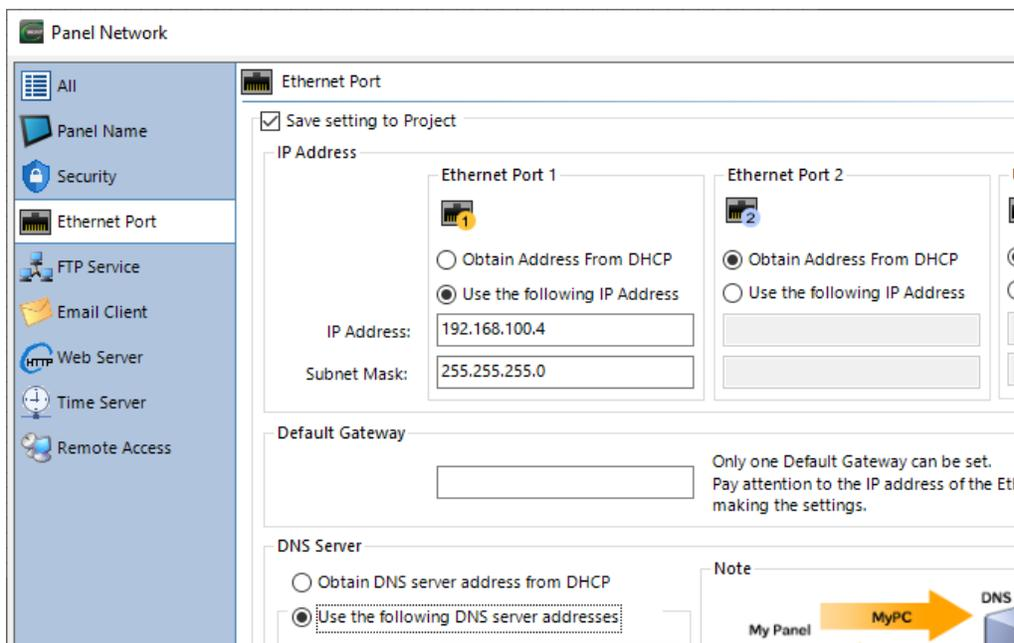 Panel Network
All
Panel Name
Security
Ethernet Port
FTP Service
Email Client
HTTP Web Server
Time Server
Remote Access
Ethernet Port
Save setting to Project
IP Address
Ethernet Port 1
1
Obtain Address From DHCP
Use the following IP Address
Ethernet Port 2
2
Obtain Address From DHCP
Use the following IP Address
IP Address: 192.168.100.4
Subnet Mask: 255.255.255.0
Default Gateway
Only one Default Gateway can be set.
Pay attention to the IP address of the Et
making the settings.
DNS Server
Obtain DNS server address from DHCP
Use the following DNS server addresses
Note
My Panel
MyPC
DNS